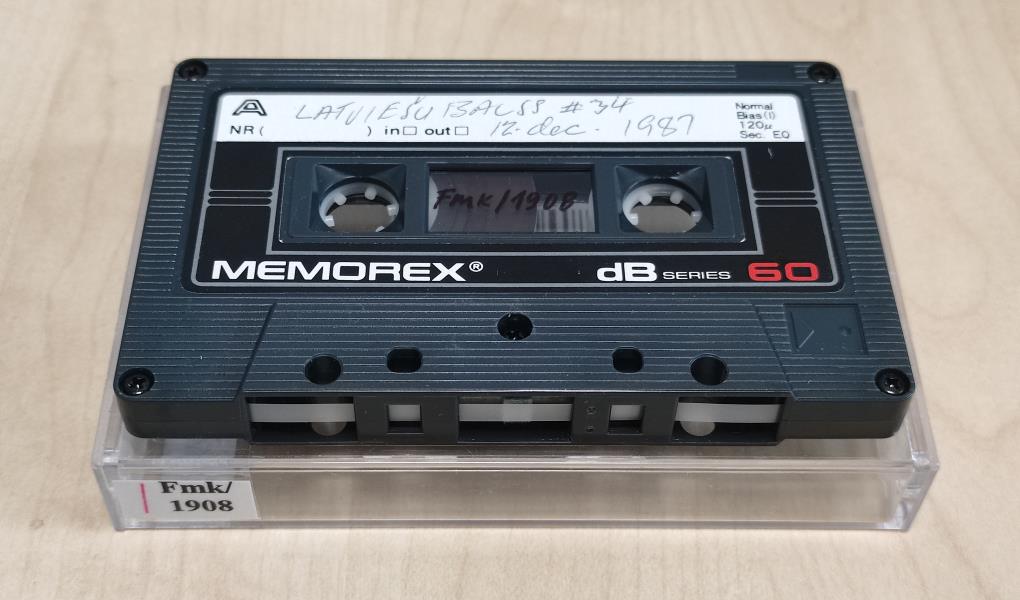 A LATVIEŠU BALSS #34
NR ( ) in☐ out☐ 12. dec. 1987
Normal
Bias(I)
120μ
Sec. EQ
Fmk/1908
MEMOREX® dB SERIES 60
Fmk/
1908